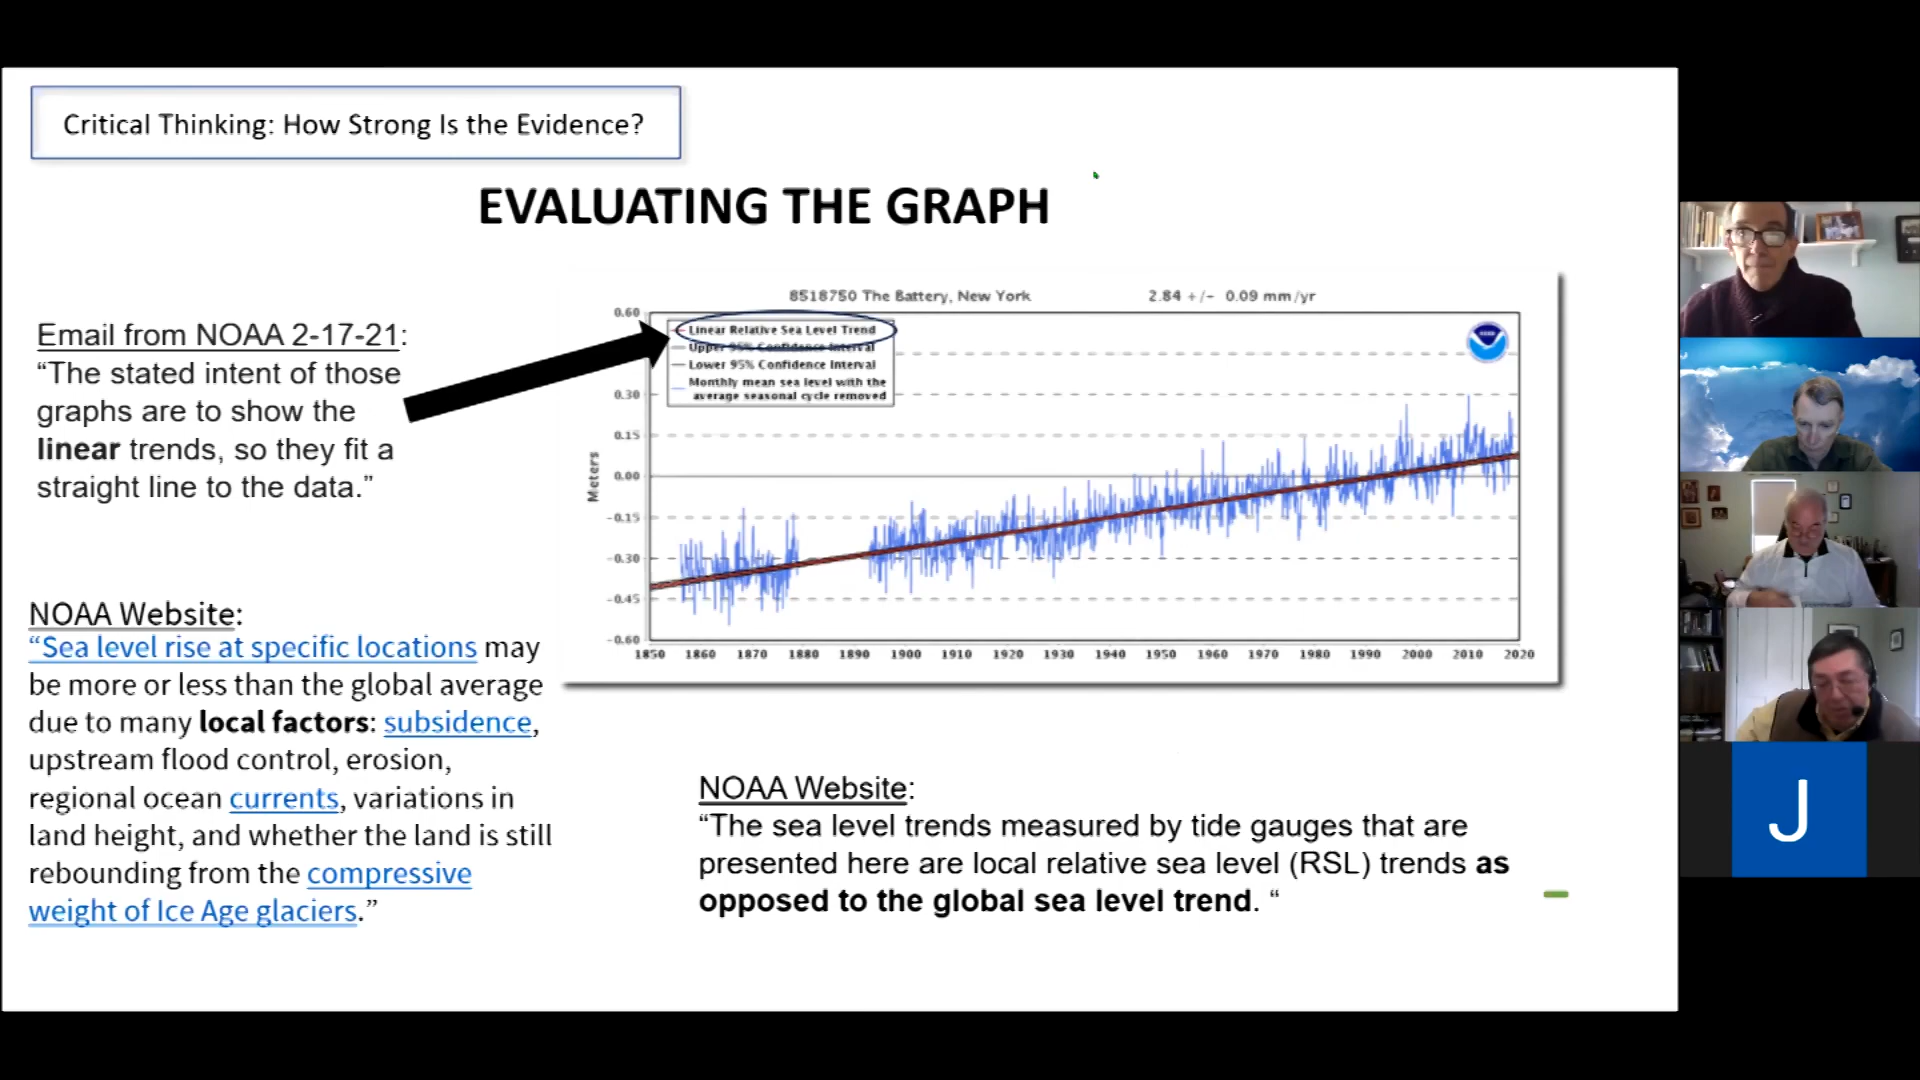 Critical Thinking: How Strong Is the Evidence?
EVALUATING THE GRAPH
Email from NOAA 2-17-21:
“The stated intent of those
graphs are to show the
linear trends, so they fit a
straight line to the data.”
NOAA Website:
“Sea level rise at specific locations may
be more or less than the global average
due to many local factors: subsidence,
upstream flood control, erosion,
regional ocean currents, variations in
land height, and whether the land is still
rebounding from the compressive
weight of Ice Age glaciers.”
8518750 The Battery, New York 2.84 +/- 0.09 mm/yr
Linear Relative Sea Level Trend
Upper 95% Confidence Interval
Lower 95% Confidence Interval
Monthly mean sea level with the
average seasonal cycle removed
Meters
0.60
0.30
0.15
0.00
-0.15
-0.30
-0.45
-0.60
1850 1860 1870 1880 1890 1900 1910 1920 1930 1940 1950 1960 1970 1980 1990 2000 2010 2020
NOAA Website:
“The sea level trends measured by tide gauges that are
presented here are local relative sea level (RSL) trends as
opposed to the global sea level trend. “
J